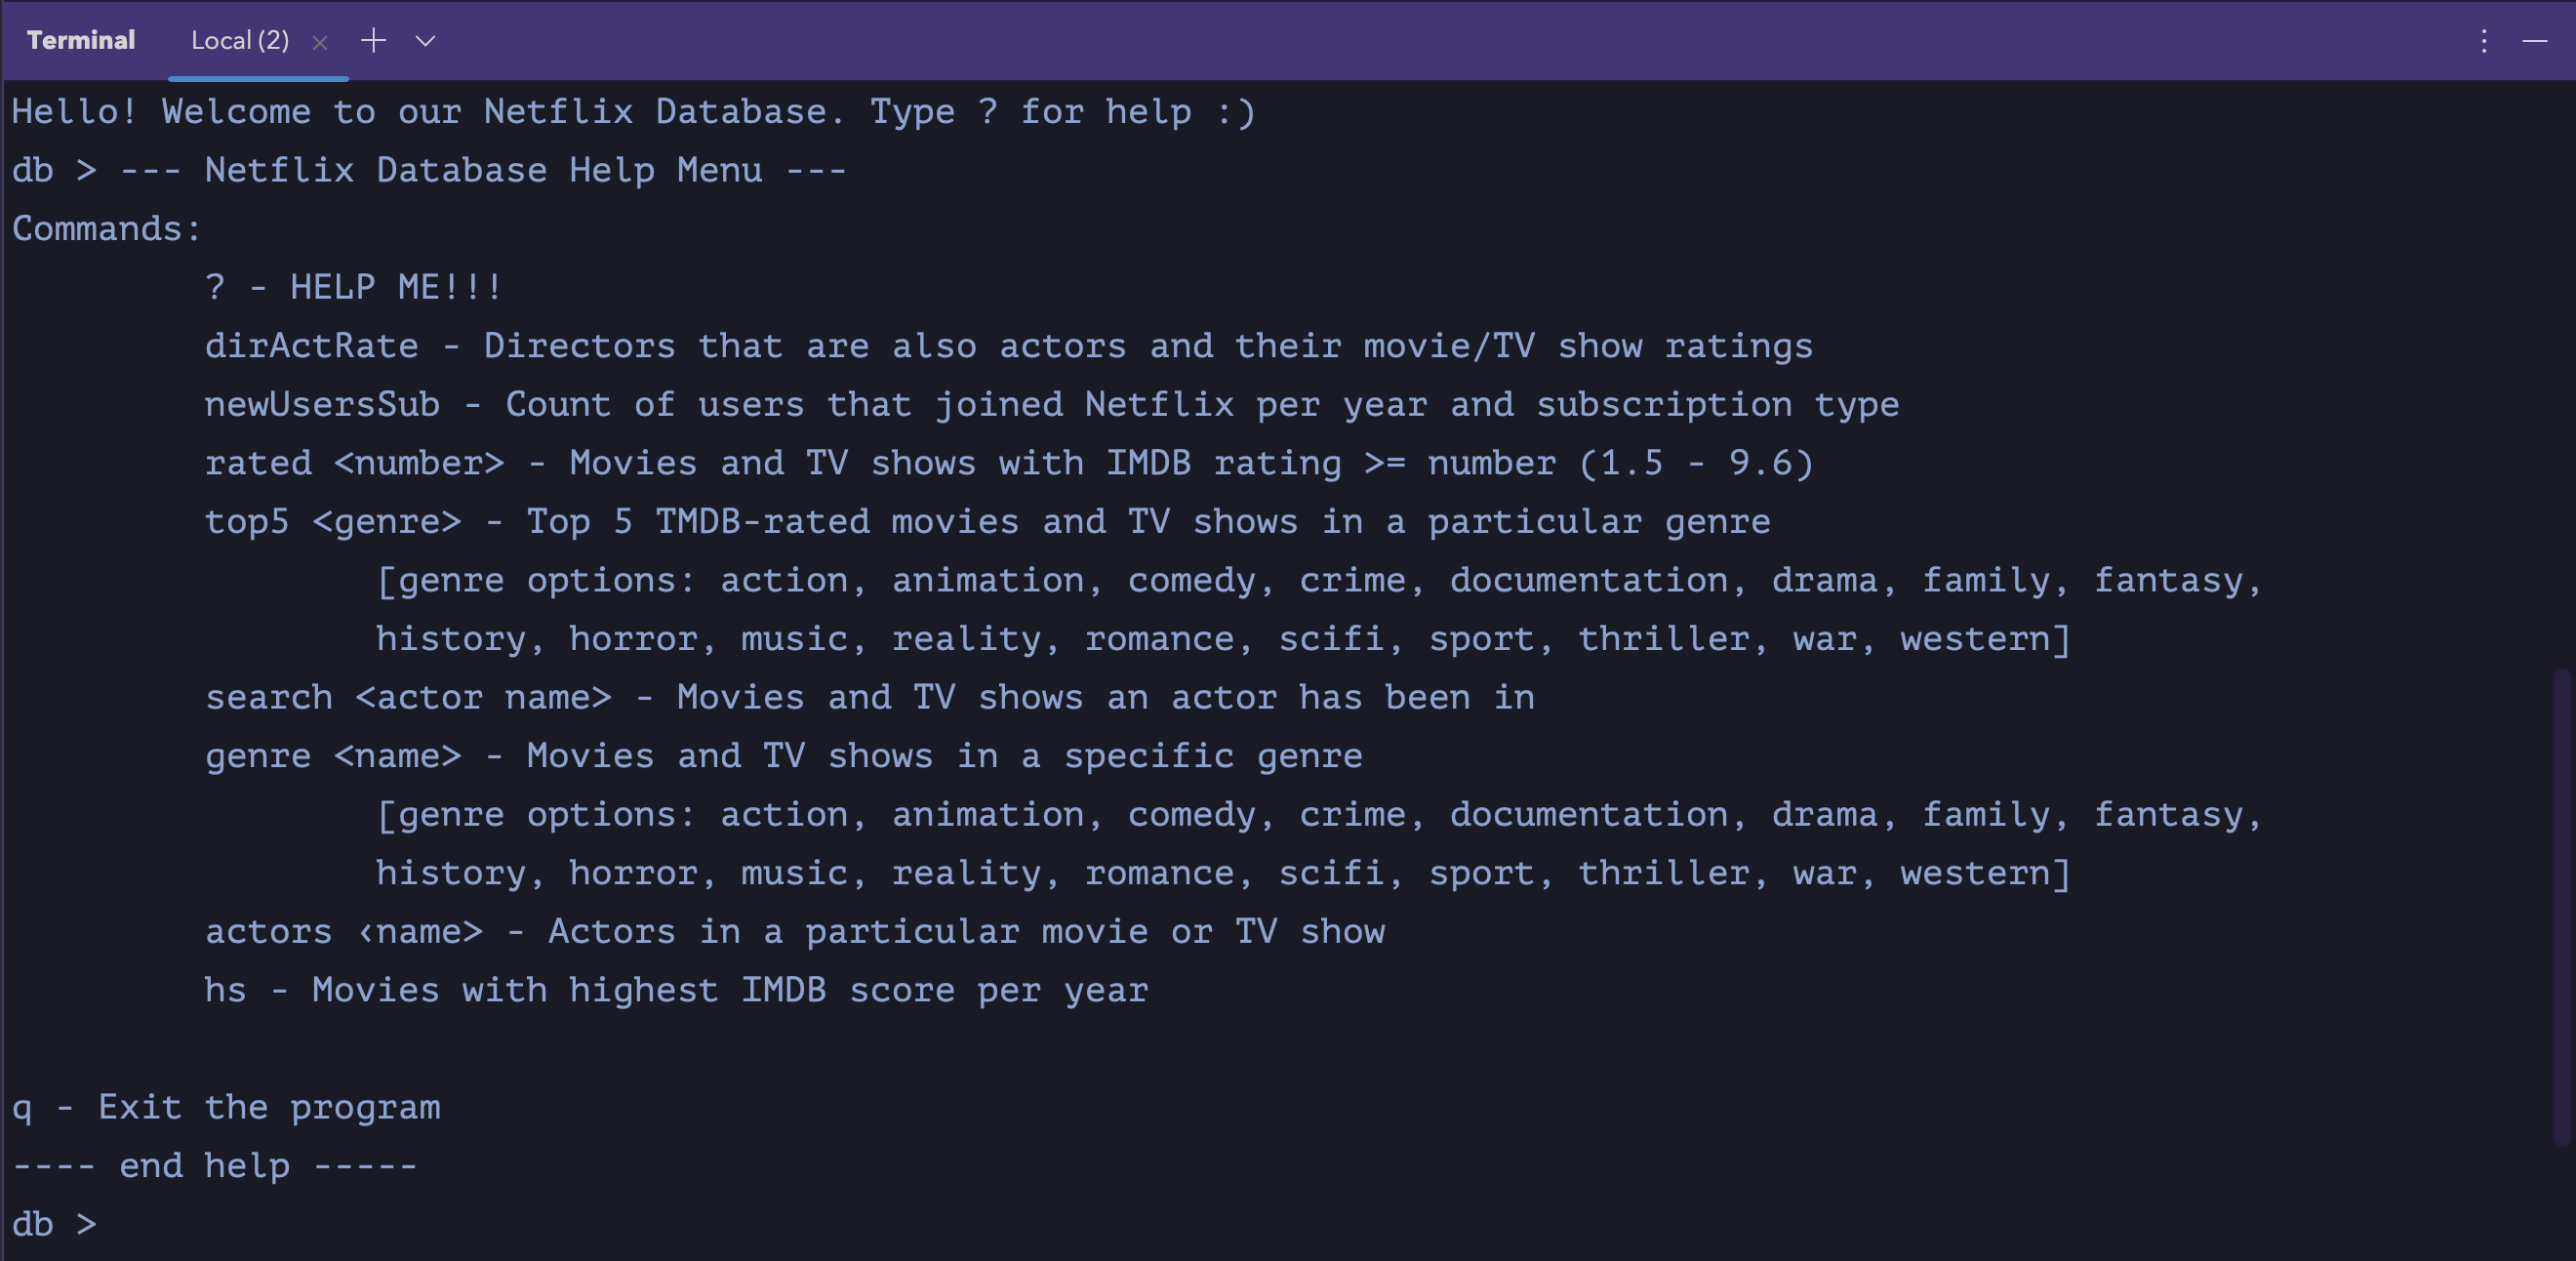 Terminal Local (2)
Hello! Welcome to our Netflix Database. Type ? for help :)
db > --- Netflix Database Help Menu ---
Commands:
? - HELP ME!!!
dirActRate - Directors that are also actors and their movie/TV show ratings
newUsersSub - Count of users that joined Netflix per year and subscription type
rated <number> - Movies and TV shows with IMDB rating >= number (1.5 - 9.6)
top5 <genre> - Top 5 TMDB-rated movies and TV shows in a particular genre
[genre options: action, animation, comedy, crime, documentation, drama, family, fantasy,
history, horror, music, reality, romance, scifi, sport, thriller, war, western]
search <actor name> - Movies and TV shows an actor has been in
genre <name> - Movies and TV shows in a specific genre
[genre options: action, animation, comedy, crime, documentation, drama, family, fantasy,
history, horror, music, reality, romance, scifi, sport, thriller, war, western]
actors ‹name> - Actors in a particular movie or TV show
hs - Movies with highest IMDB score per year
q - Exit the program
---- end help -----
db >